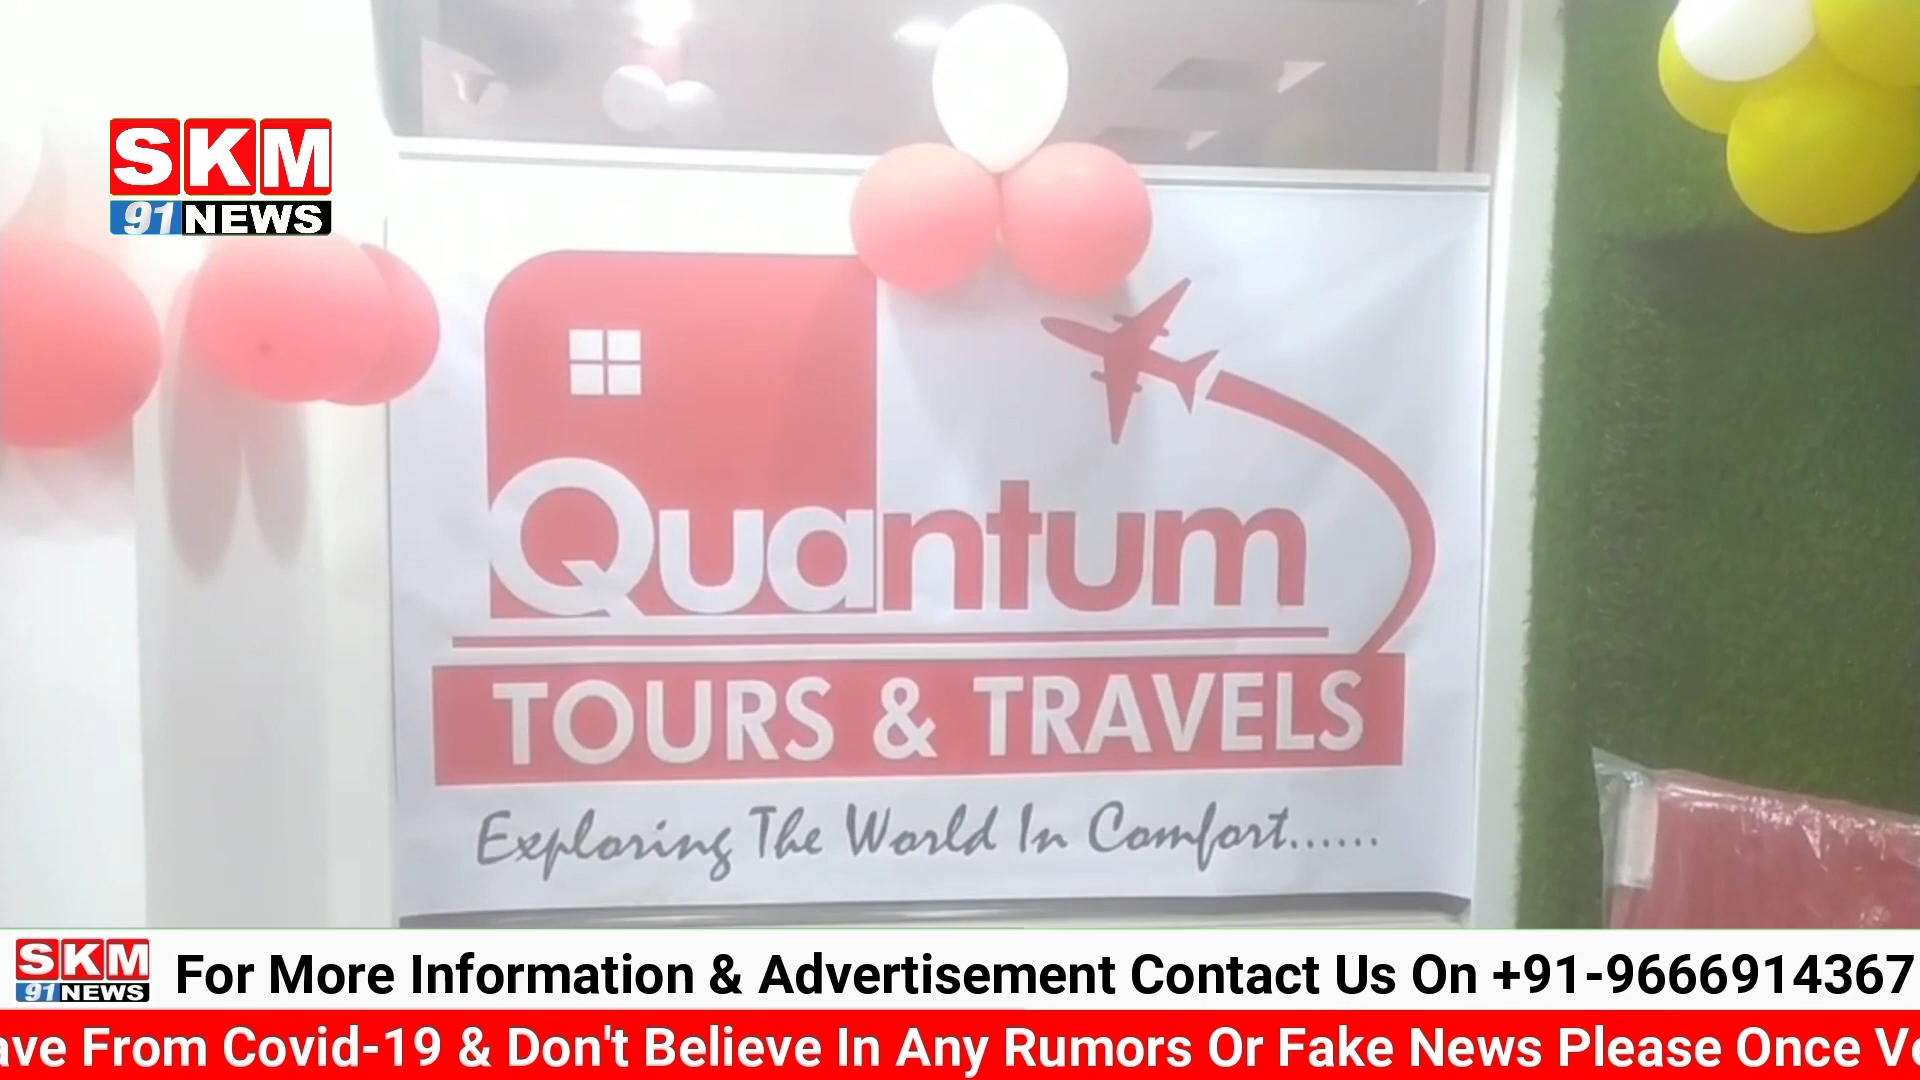 SKM
91 NEWS
Quantum
TOURS & TRAVELS
Exploring The World In Comfort......
SKM
91 NEWS
For More Information & Advertisement Contact Us On +91-9666914367
From Covid-19 & Don't Believe In Any Rumors Or Fake News Please Once